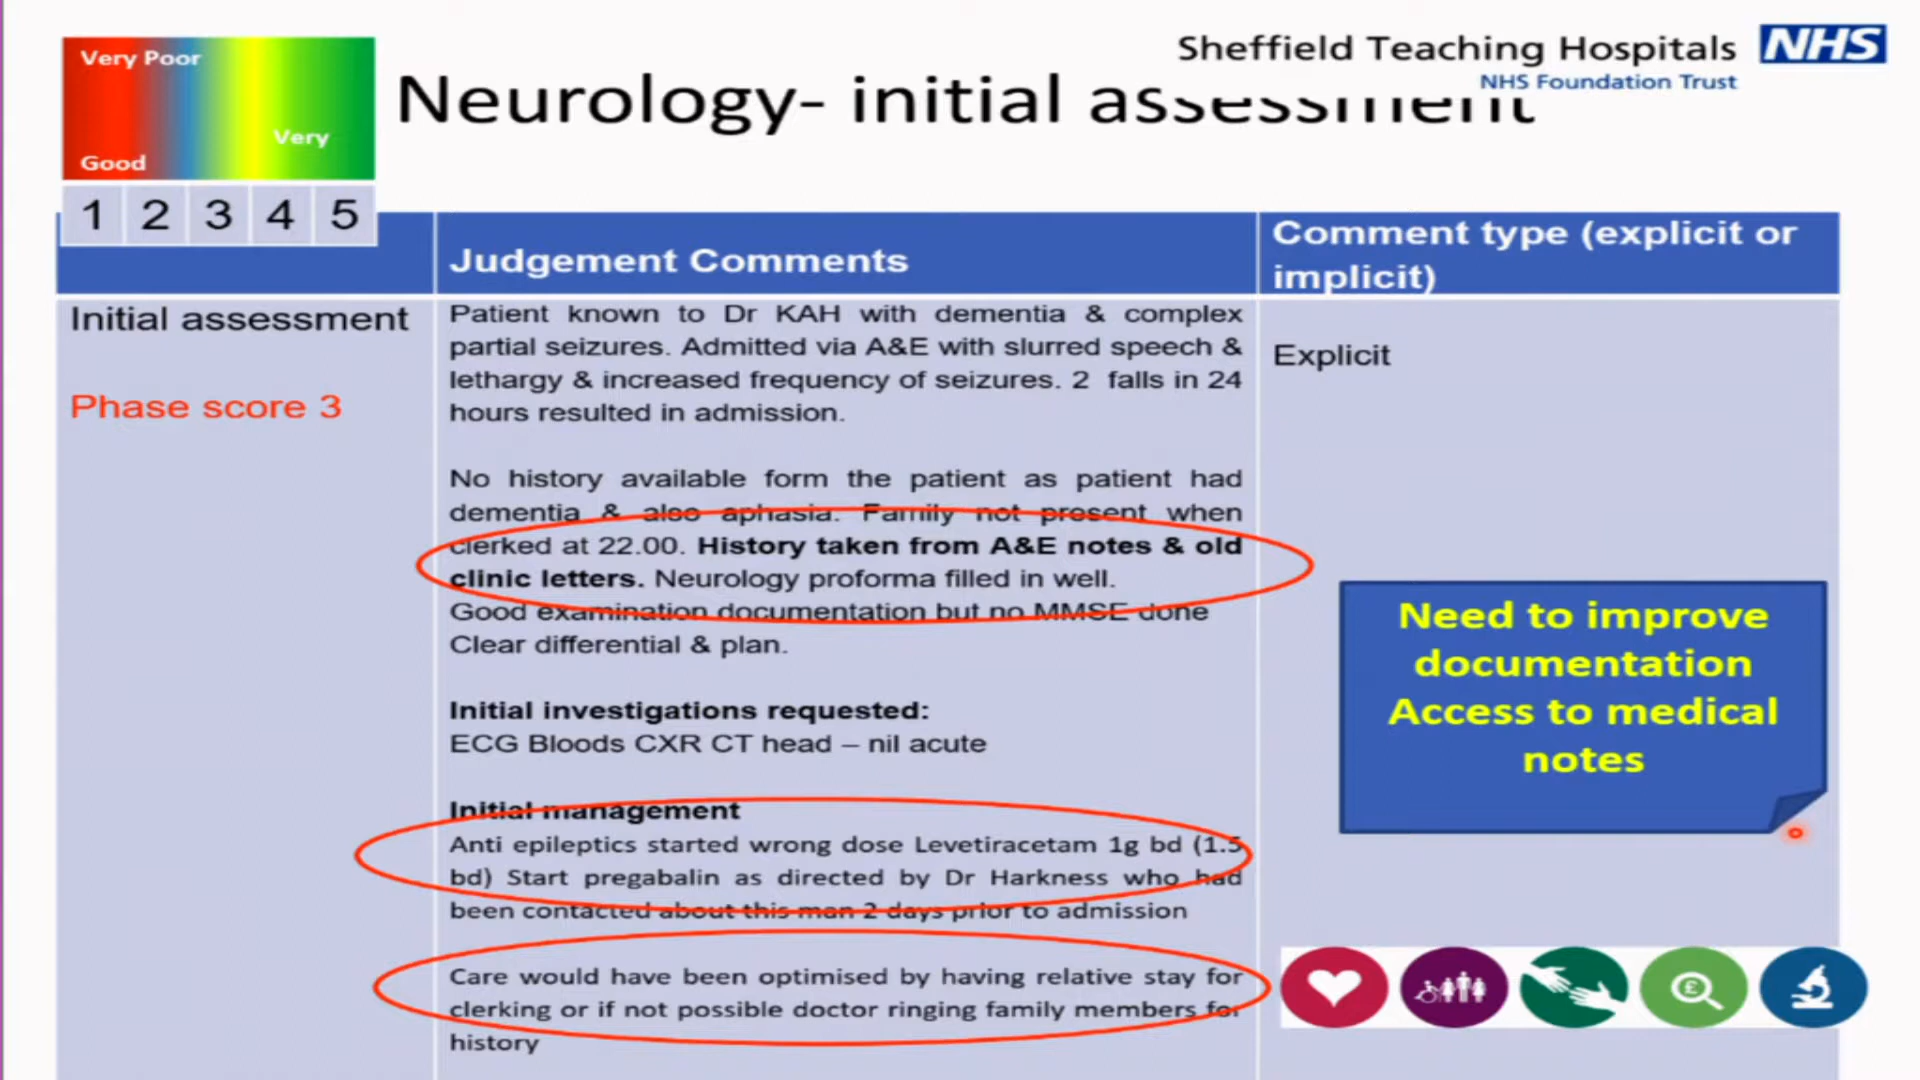 Very Poor
Very
Good
1 2 3 4 5
Neurology- initial assessment
Sheffield Teaching Hospitals NHS
NHS Foundation Trust
Judgement Comments
Comment type (explicit or
implicit)
Initial assessment
Phase score 3
Patient known to Dr KAH with dementia & complex
partial seizures. Admitted via A&E with slurred speech &
lethargy & increased frequency of seizures. 2 falls in 24
hours resulted in admission.
No history available form the patient as patient had
dementia & also aphasia. Family not present when
clerked at 22.00. History taken from A&E notes & old
clinic letters. Neurology proforma filled in well.
Good examination documentation but no MMSE done
Clear differential & plan.
Initial investigations requested:
ECG Bloods CXR CT head – nil acute
Initial management
Anti epileptics started wrong dose Levetiracetam 1g bd (1.5
bd) Start pregabalin as directed by Dr Harkness who had
been contacted about this man 2 days prior to admission
Care would have been optimised by having relative stay for
clerking or if not possible doctor ringing family members for
history
Explicit
Need to improve
documentation
Access to medical
notes
£